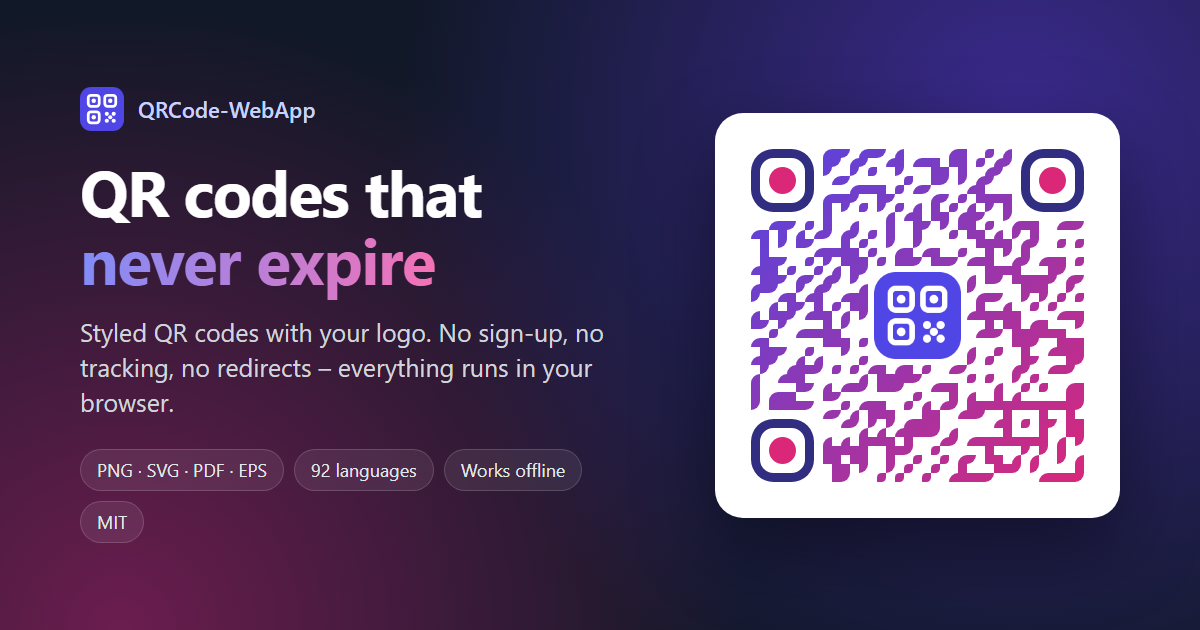 QRCode-WebApp
QR codes that
never expire
Styled QR codes with your logo. No sign-up, no
tracking, no redirects – everything runs in your
browser.
PNG · SVG · PDF · EPS
92 languages
Works offline
MIT